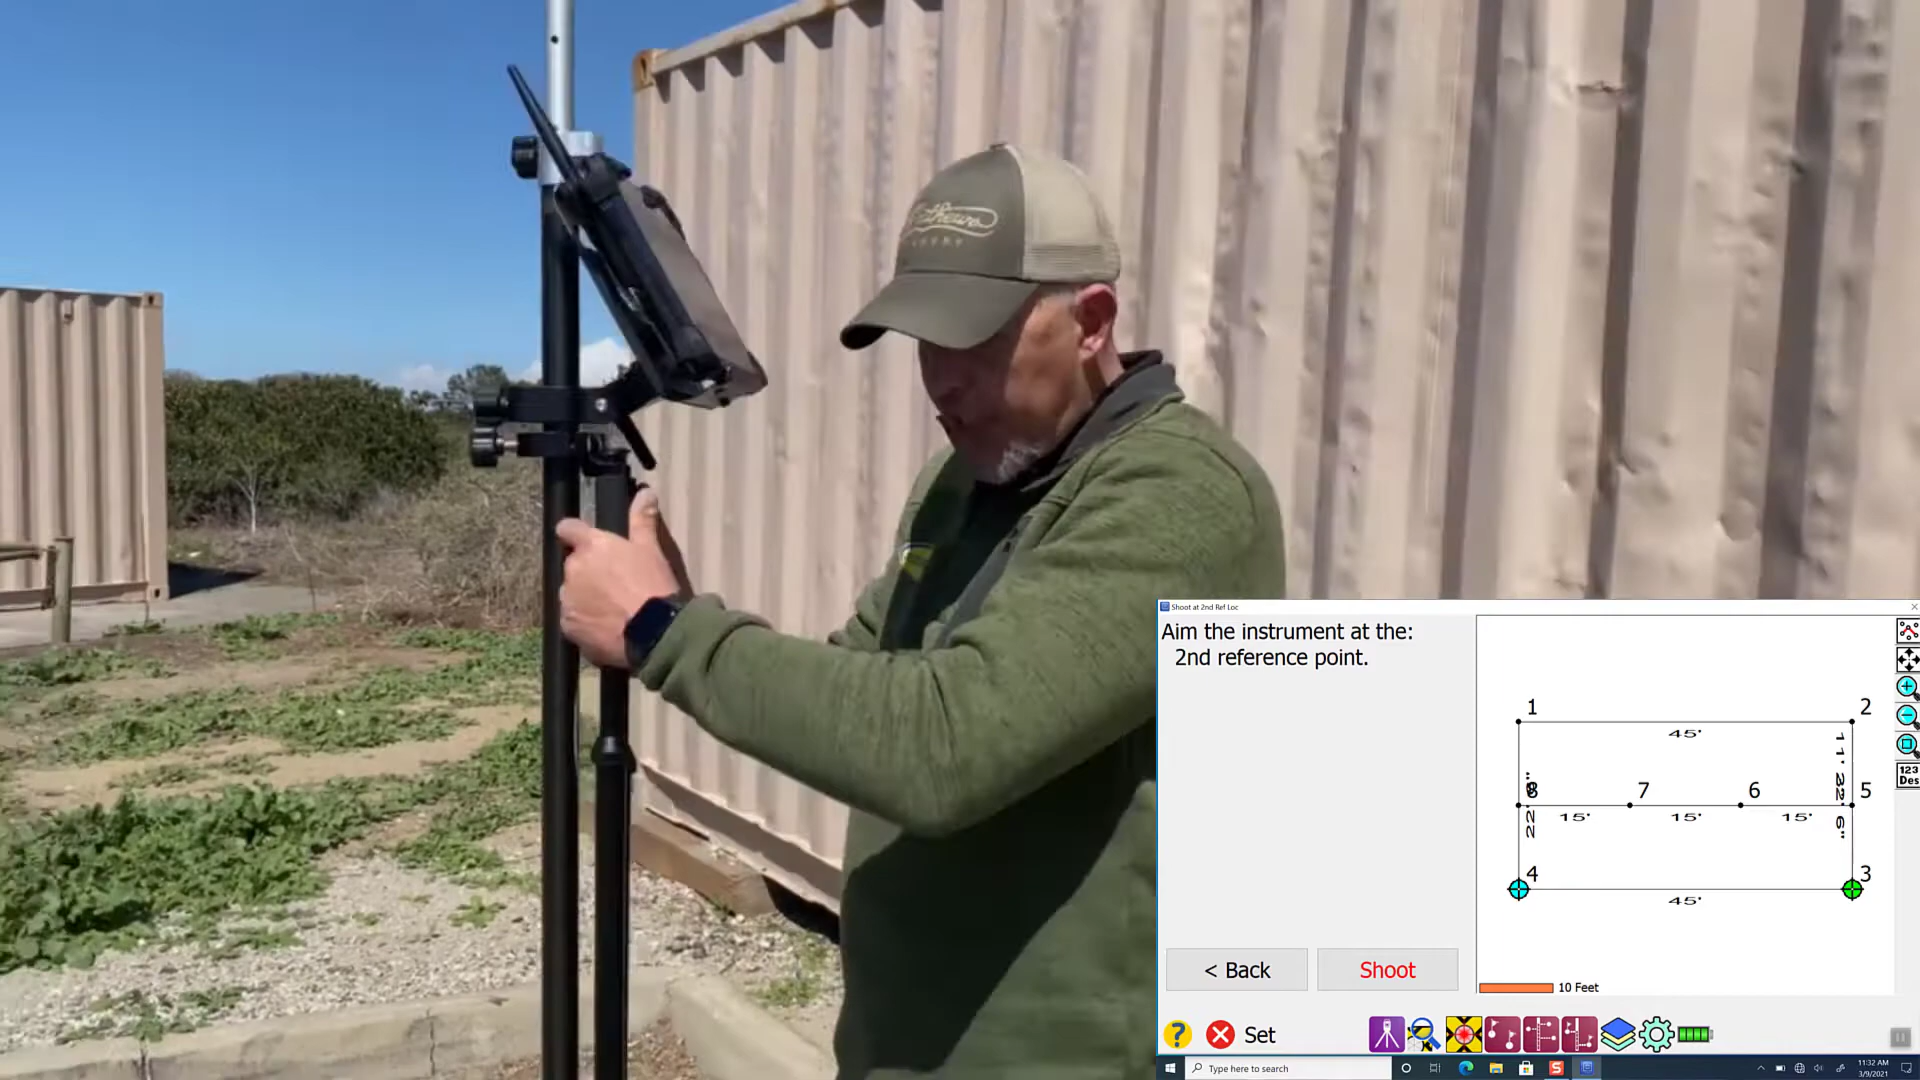 Shoot at 2nd Ref Loc
Aim the instrument at the:
2nd reference point.
1
2
45'
8
7
6
5
15'
15'
15'
4
3
45'
123
Des
10 Feet
< Back
Shoot
? Set
Type here to search
11:32 AM
3/9/2021